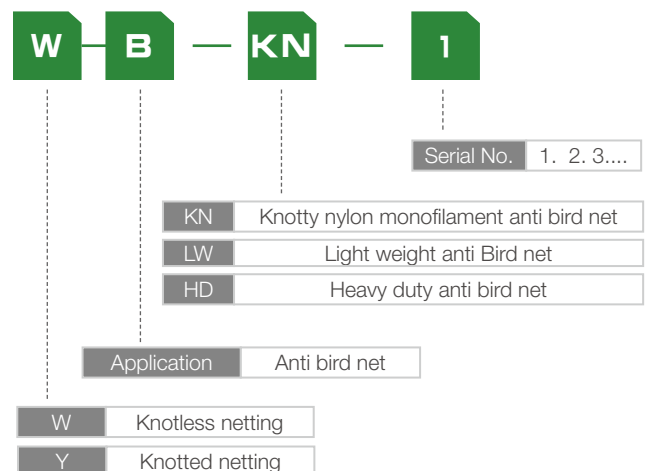 W B KN 1
Serial No. 1. 2. 3....
KN Knotty nylon monofilament anti bird net
LW Light weight anti Bird net
HD Heavy duty anti bird net
Application Anti bird net
W Knotless netting
Y Knotted netting